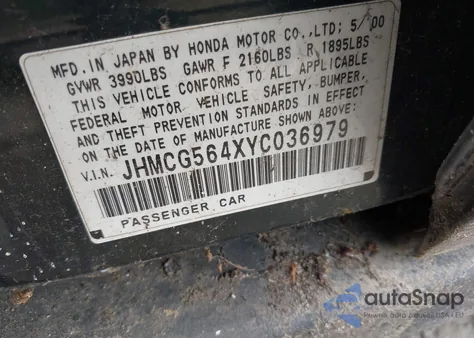 MFD. IN JAPAN BY HONDA MOTOR CO.,LTD; 5/'00
GVWR 3990LBS GAWR F 2160LBS R 1895LBS
THIS VEHICLE CONFORMS TO ALL APPLICABLE
FEDERAL MOTOR VEHICLE SAFETY, BUMPER,
AND THEFT PREVENTION STANDARDS IN EFFECT
ON THE DATE OF MANUFACTURE SHOWN ABOVE.
V.I.N. JHMCG564XYC036979
PASSENGER CAR
autoSnap